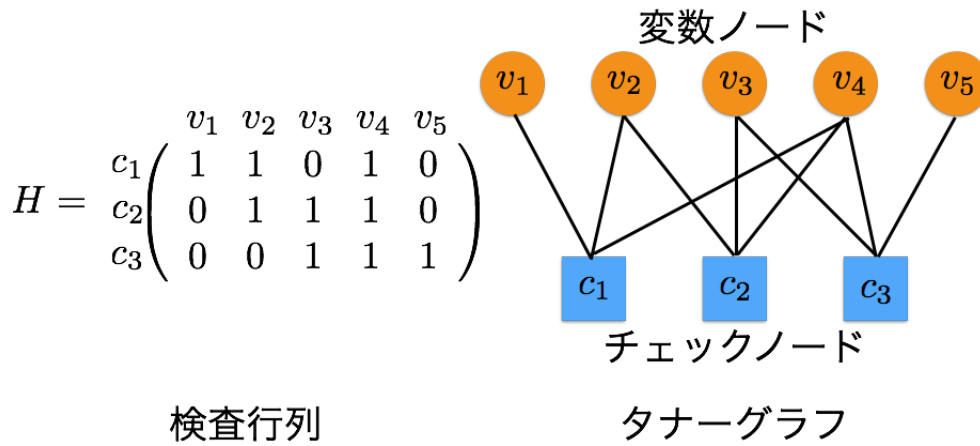 変数ノード
v₁ v₂ v₃ v₄ v₅
v₁ v₂ v₃ v₄ v₅
c₁ 1 1 0 1 0
H = c₂ 0 1 1 1 0
c₃ 0 0 1 1 1
c₁ c₂ c₃
チェックノード
検査行列
タナーグラフ